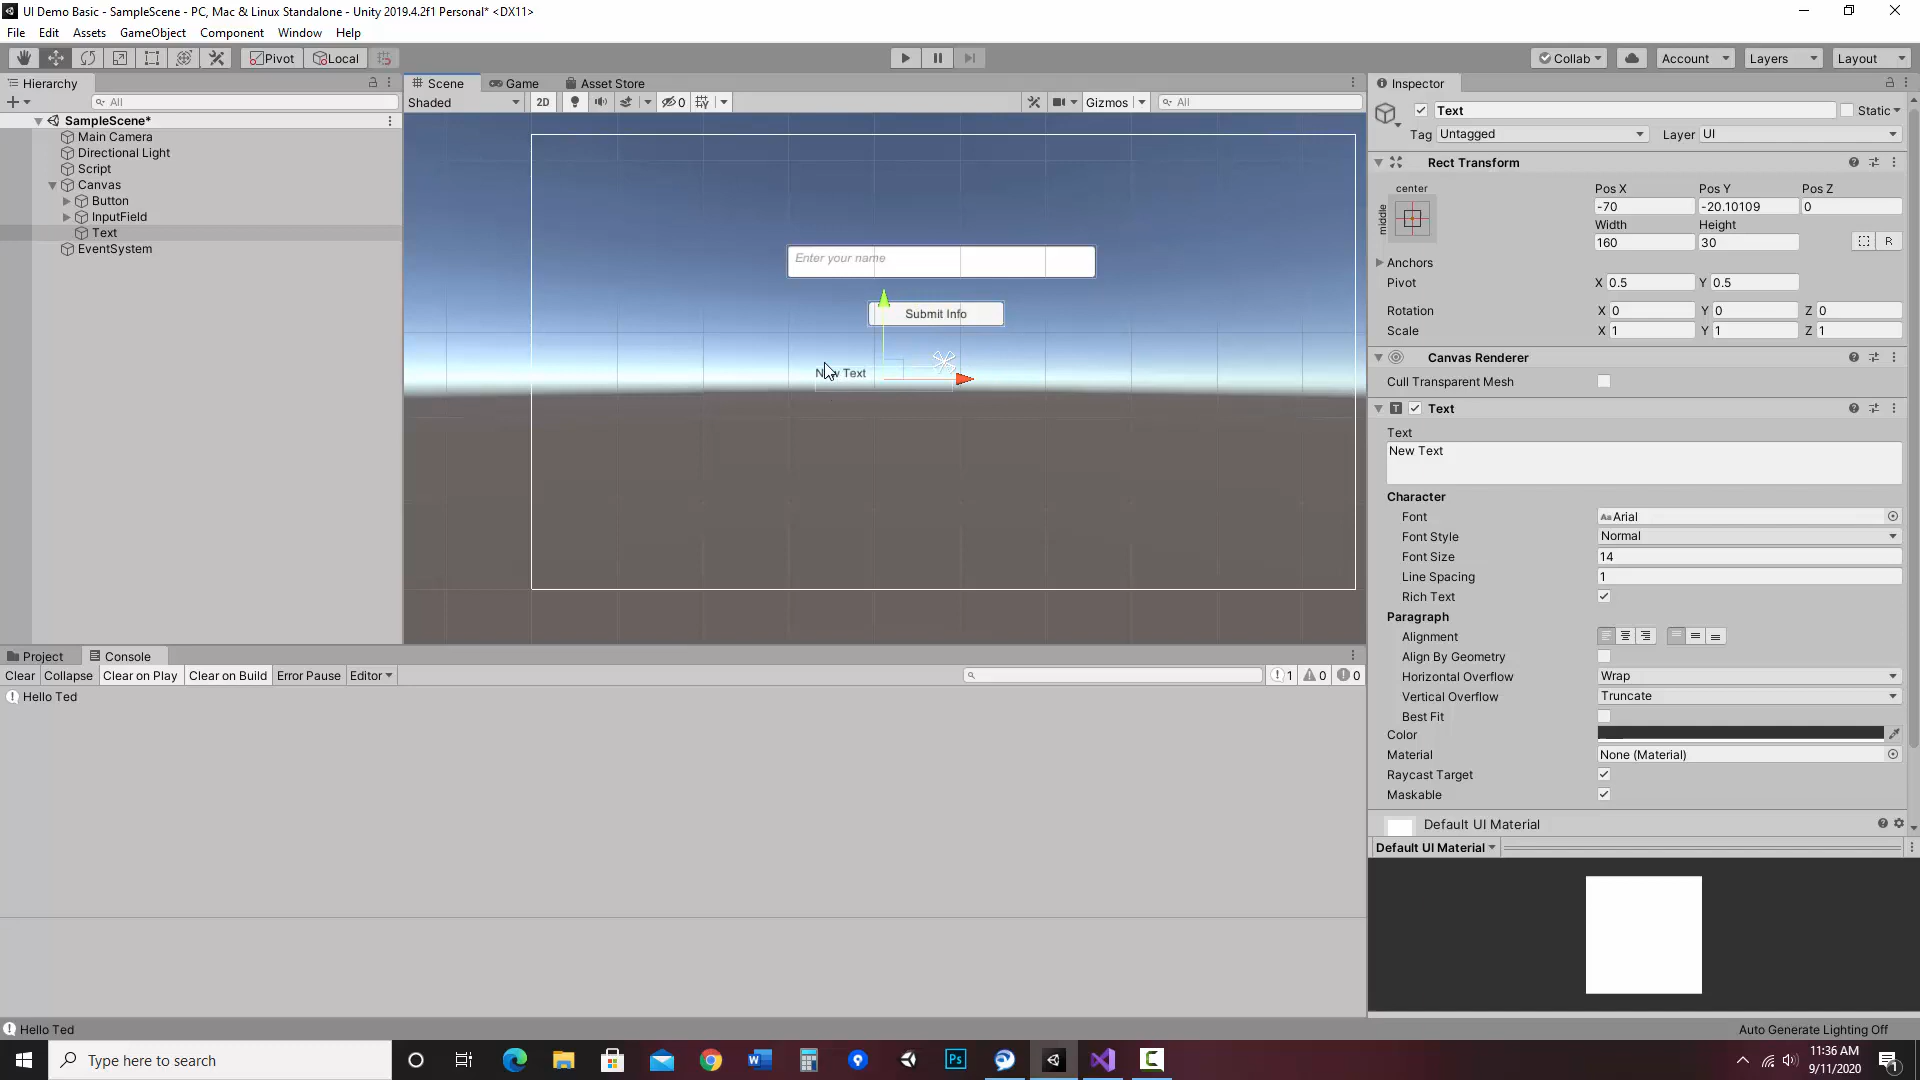 UI Demo Basic - SampleScene - PC, Mac & Linux Standalone - Unity 2019.4.2f1 Personal* <DX11>
File Edit Assets GameObject Component Window Help
Pivot Local Collab Account Layers Layout
Hierarchy
All
SampleScene*
Main Camera
Directional Light
Script
Canvas
Button
InputField
Text
EventSystem
Scene Game Asset Store
Shaded 2D 0 Gizmos All
Enter your name
Submit Info
New Text
Inspector
Text Static
Tag Untagged Layer UI
Rect Transform
center
middle
Pos X Pos Y Pos Z
-70 -20.10109 0
Width Height
160 30 R
Anchors
Pivot X 0.5 Y 0.5
Rotation X 0 Y 0 Z 0
Scale X 1 Y 1 Z 1
Canvas Renderer
Cull Transparent Mesh
Text
Text
New Text
Character
Font Arial
Font Style Normal
Font Size 14
Line Spacing 1
Rich Text
Paragraph
Alignment
Align By Geometry
Horizontal Overflow Wrap
Vertical Overflow Truncate
Best Fit
Color
Material None (Material)
Raycast Target
Maskable
Default UI Material
Default UI Material
Project Console
Clear Collapse Clear on Play Clear on Build Error Pause Editor 1 0 0
Hello Ted
Hello Ted
Auto Generate Lighting Off
Type here to search
11:36 AM
9/11/2020
1